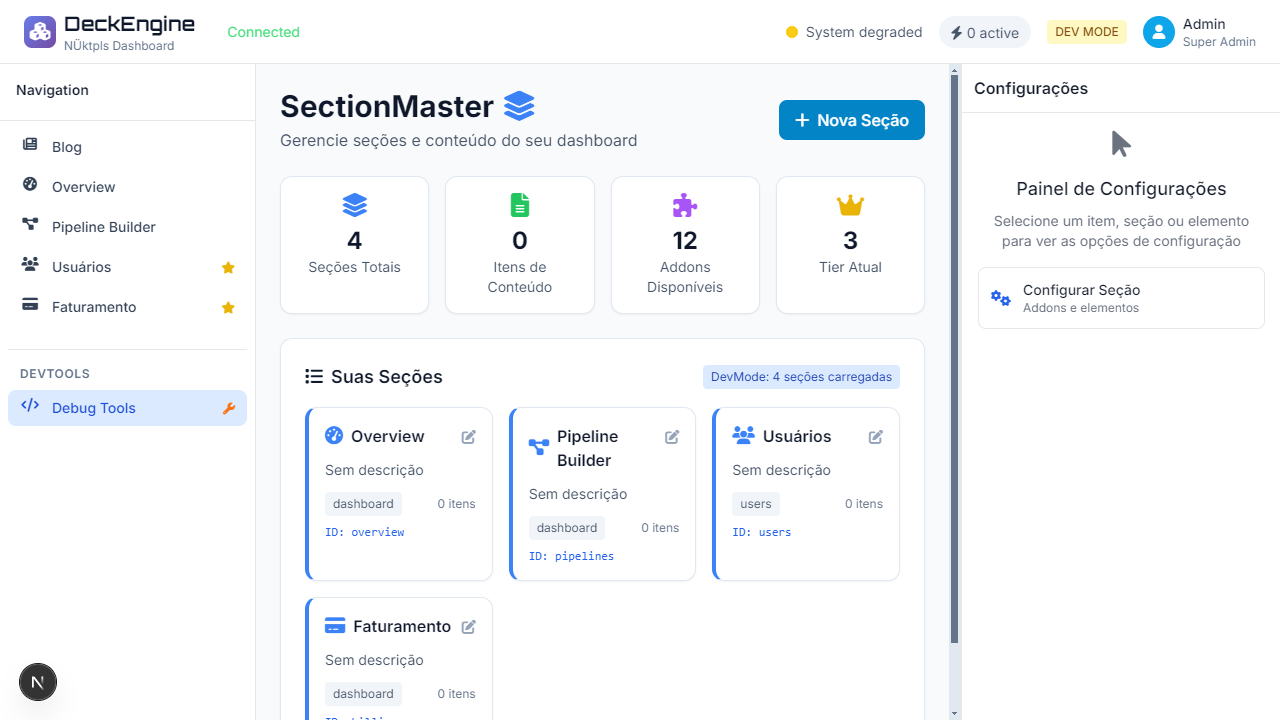 DeckEngine
NÜktpls Dashboard
Connected
System degraded
0 active
DEV MODE
Admin
Super Admin
Navigation
Blog
Overview
Pipeline Builder
Usuários
Faturamento
DEVTOOLS
Debug Tools
N
SectionMaster
Gerencie seções e conteúdo do seu dashboard
Nova Seção
4
Seções Totais
0
Itens de
Conteúdo
12
Addons
Disponíveis
3
Tier Atual
Suas Seções
DevMode: 4 seções carregadas
Overview
Sem descrição
dashboard
0 itens
ID: overview
Pipeline
Builder
Sem descrição
dashboard
0 itens
ID: pipelines
Usuários
Sem descrição
users
0 itens
ID: users
Faturamento
Sem descrição
dashboard
0 itens
Configurações
Painel de Configurações
Selecione um item, seção ou elemento
para ver as opções de configuração
Configurar Seção
Addons e elementos